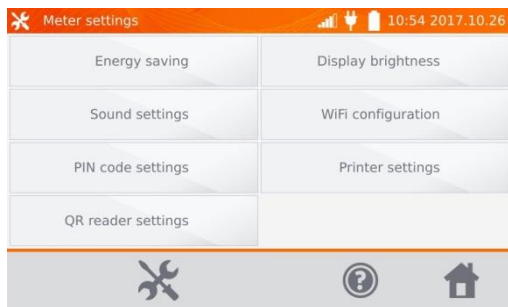 Meter settings 10:54 2017.10.26
Energy saving Display brightness
Sound settings WiFi configuration
PIN code settings Printer settings
QR reader settings
?